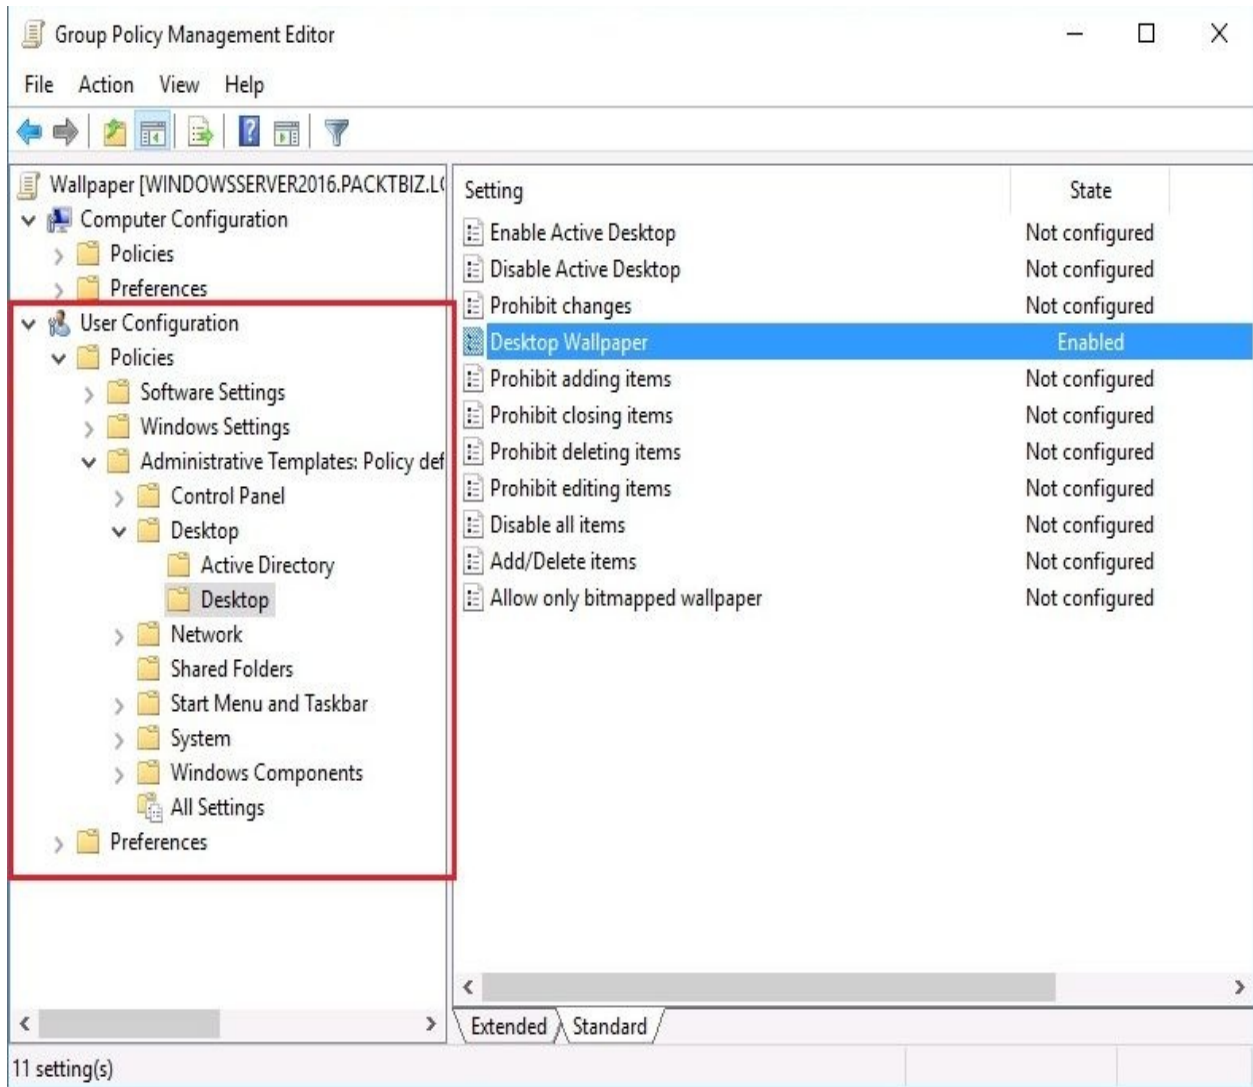 Group Policy Management Editor
File Action View Help
Wallpaper [WINDOWSSERVER2016.PACKTBIZ.L
Computer Configuration
Policies
Preferences
User Configuration
Policies
Software Settings
Windows Settings
Administrative Templates: Policy def
Control Panel
Desktop
Active Directory
Desktop
Network
Shared Folders
Start Menu and Taskbar
System
Windows Components
All Settings
Preferences
Setting State
Enable Active Desktop Not configured
Disable Active Desktop Not configured
Prohibit changes Not configured
Desktop Wallpaper Enabled
Prohibit adding items Not configured
Prohibit closing items Not configured
Prohibit deleting items Not configured
Prohibit editing items Not configured
Disable all items Not configured
Add/Delete items Not configured
Allow only bitmapped wallpaper Not configured
Extended Standard
11 setting(s)